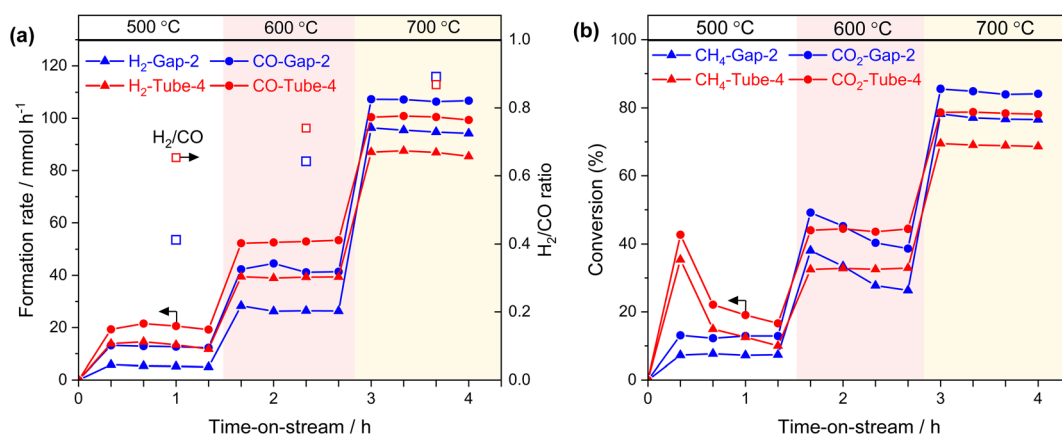 (a)
500 °C 600 °C 700 °C
H₂-Gap-2 CO-Gap-2
H₂-Tube-4 CO-Tube-4
H₂/CO
Formation rate / mmol h⁻¹
0 20 40 60 80 100 120
H₂/CO ratio
0.0 0.2 0.4 0.6 0.8 1.0
0 1 2 3 4
Time-on-stream / h
(b)
500 °C 600 °C 700 °C
CH₄-Gap-2 CO₂-Gap-2
CH₄-Tube-4 CO₂-Tube-4
Conversion (%)
0 20 40 60 80 100
0 1 2 3 4
Time-on-stream / h